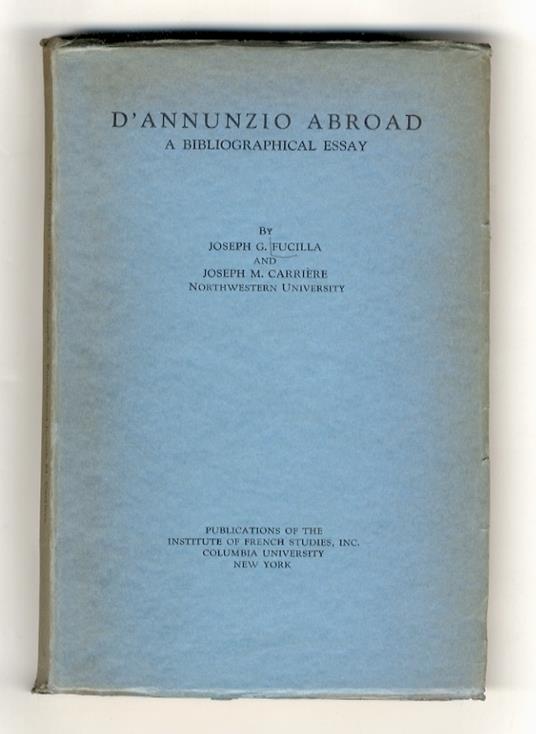 D'ANNUNZIO ABROAD
A BIBLIOGRAPHICAL ESSAY
BY
JOSEPH G. FUCILLA
AND
JOSEPH M. CARRIÈRE
NORTHWESTERN UNIVERSITY
PUBLICATIONS OF THE
INSTITUTE OF FRENCH STUDIES, INC.
COLUMBIA UNIVERSITY
NEW YORK